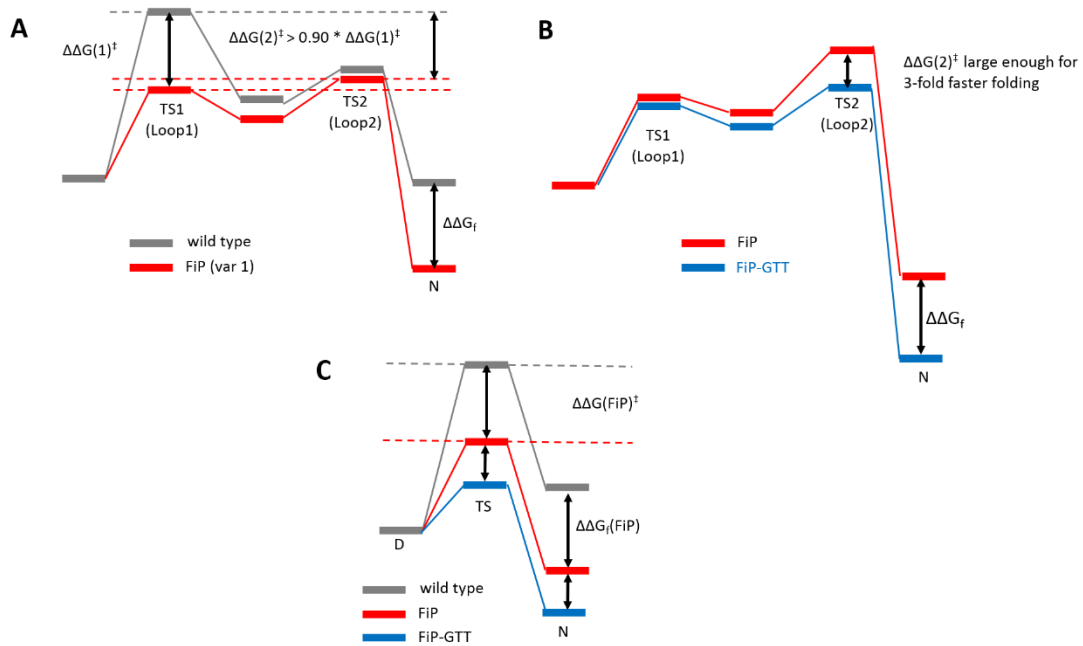 A
ΔΔG(1)‡
ΔΔG(2)‡ > 0.90 * ΔΔG(1)‡
TS1
(Loop1)
TS2
(Loop2)
ΔΔGf
wild type
FiP (var 1)
N
B
ΔΔG(2)‡ large enough for
3-fold faster folding
TS1
(Loop1)
TS2
(Loop2)
FiP
FiP-GTT
ΔΔGf
N
C
ΔΔG(FiP)‡
TS
D
ΔΔGf(FiP)
wild type
FiP
FiP-GTT
N